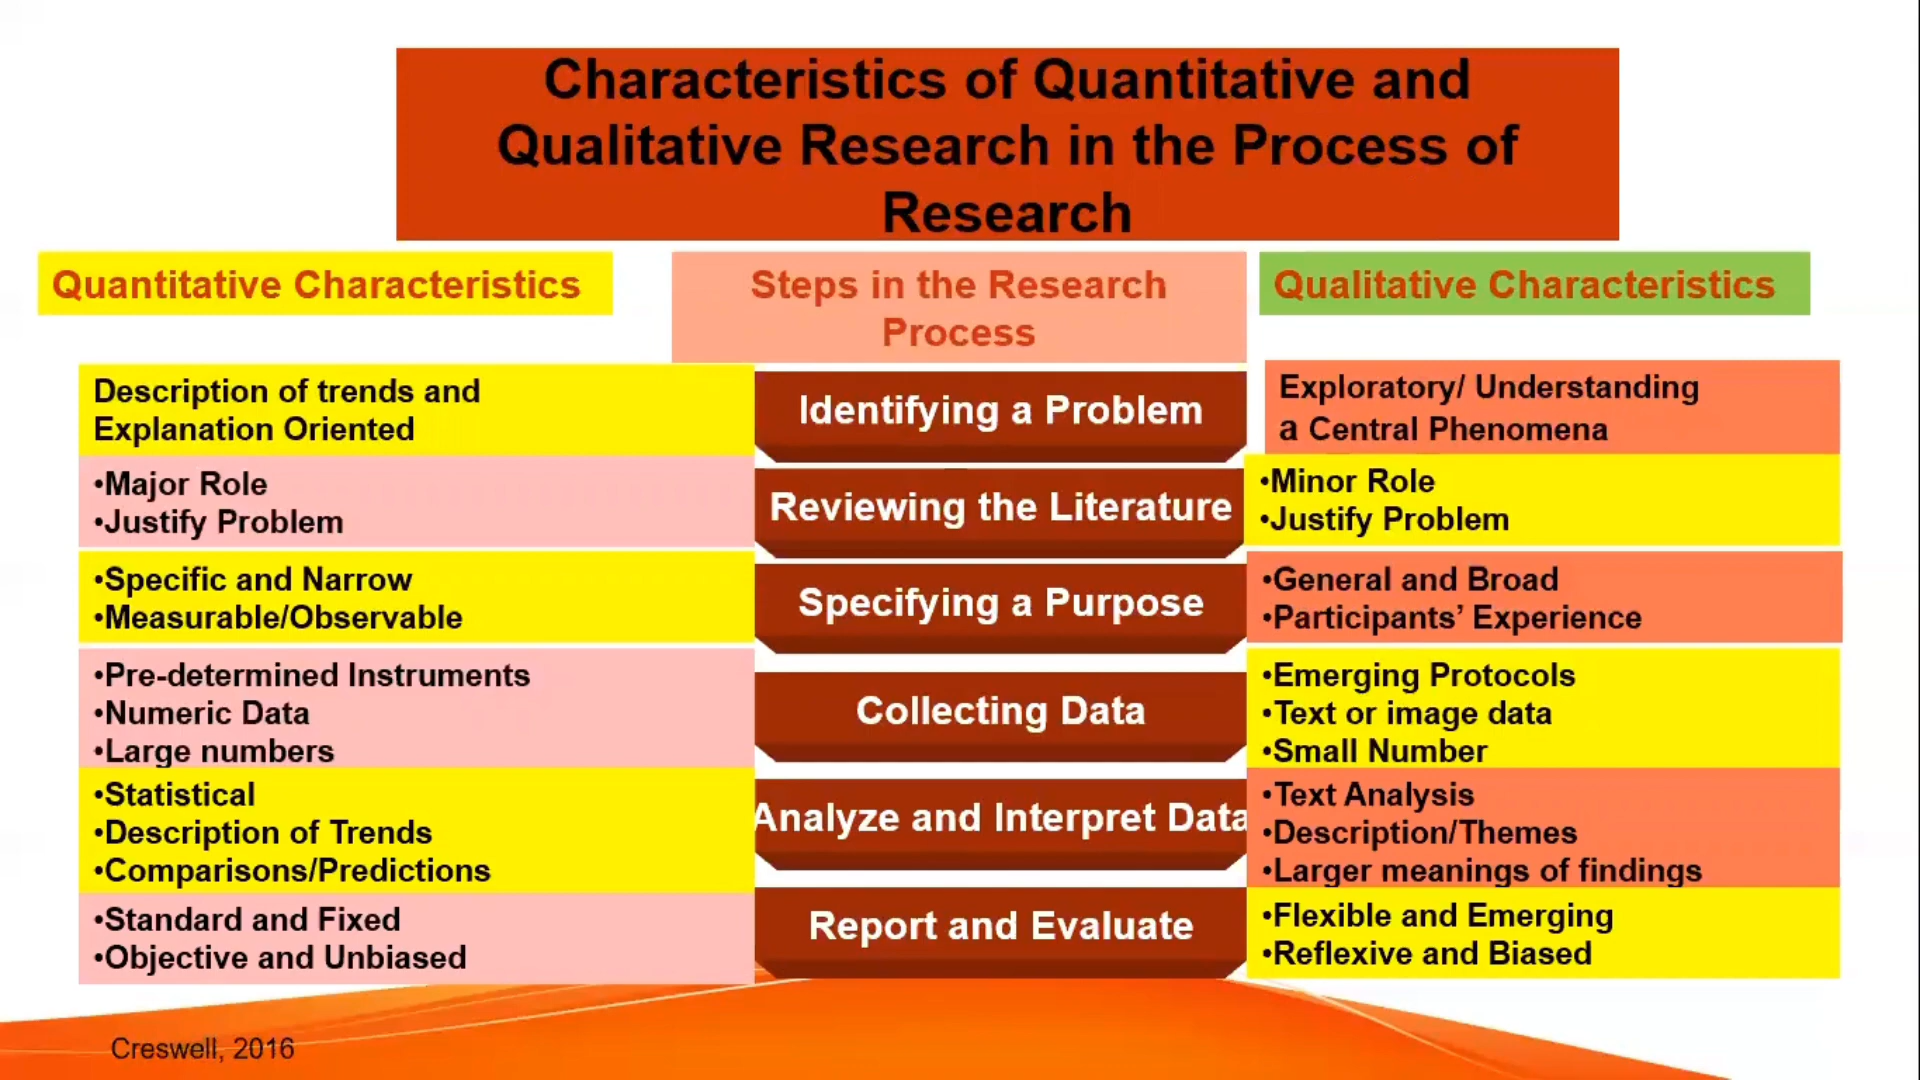 Characteristics of Quantitative and
Qualitative Research in the Process of
Research
Quantitative Characteristics
Steps in the Research
Process
Qualitative Characteristics
Description of trends and
Explanation Oriented
Identifying a Problem
Exploratory/ Understanding
a Central Phenomena
•Major Role
•Justify Problem
Reviewing the Literature
•Minor Role
•Justify Problem
•Specific and Narrow
•Measurable/Observable
Specifying a Purpose
•General and Broad
•Participants’ Experience
•Pre-determined Instruments
•Numeric Data
•Large numbers
Collecting Data
•Emerging Protocols
•Text or image data
•Small Number
•Statistical
•Description of Trends
•Comparisons/Predictions
Analyze and Interpret Data
•Text Analysis
•Description/Themes
•Larger meanings of findings
•Standard and Fixed
•Objective and Unbiased
Report and Evaluate
•Flexible and Emerging
•Reflexive and Biased
Creswell, 2016